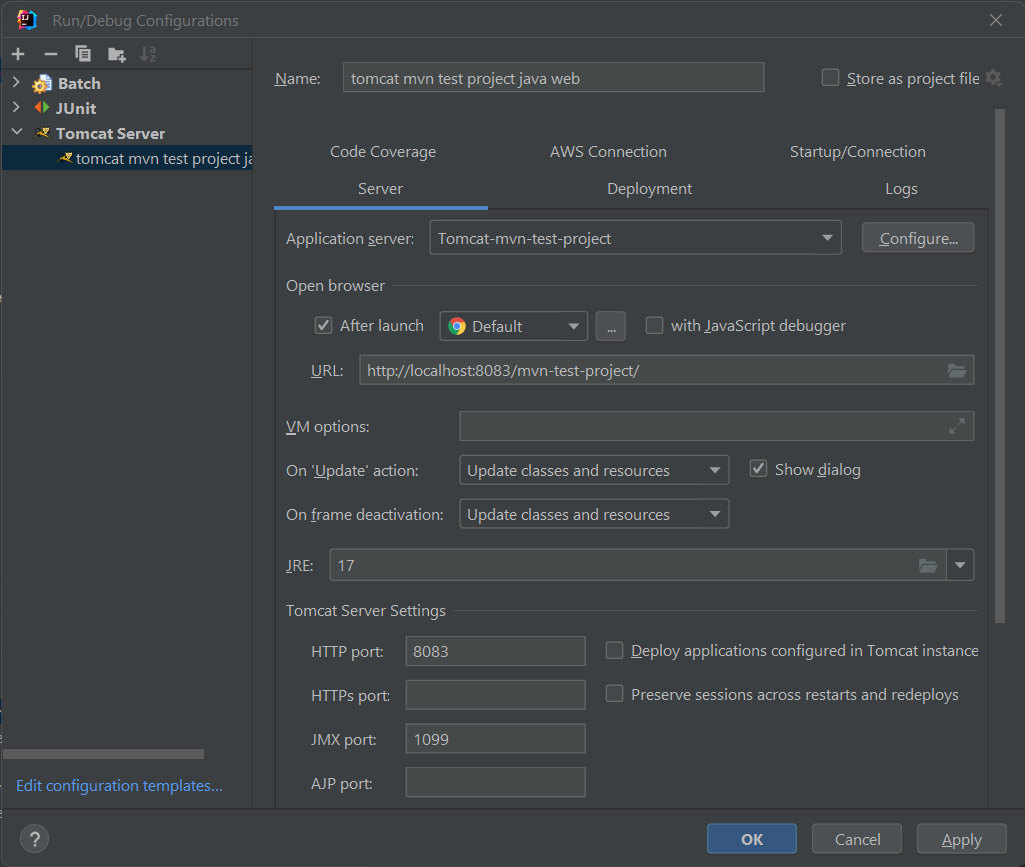 Run/Debug Configurations
Batch
JUnit
Tomcat Server
tomcat mvn test project ja
Edit configuration templates...
Name: tomcat mvn test project java web Store as project file
Code Coverage AWS Connection Startup/Connection
Server Deployment Logs
Application server: Tomcat-mvn-test-project Configure...
Open browser
After launch Default ... with JavaScript debugger
URL: http://localhost:8083/mvn-test-project/
VM options:
On 'Update' action: Update classes and resources Show dialog
On frame deactivation: Update classes and resources
JRE: 17
Tomcat Server Settings
HTTP port: 8083 Deploy applications configured in Tomcat instance
HTTPs port: Preserve sessions across restarts and redeploys
JMX port: 1099
AJP port:
? OK Cancel Apply